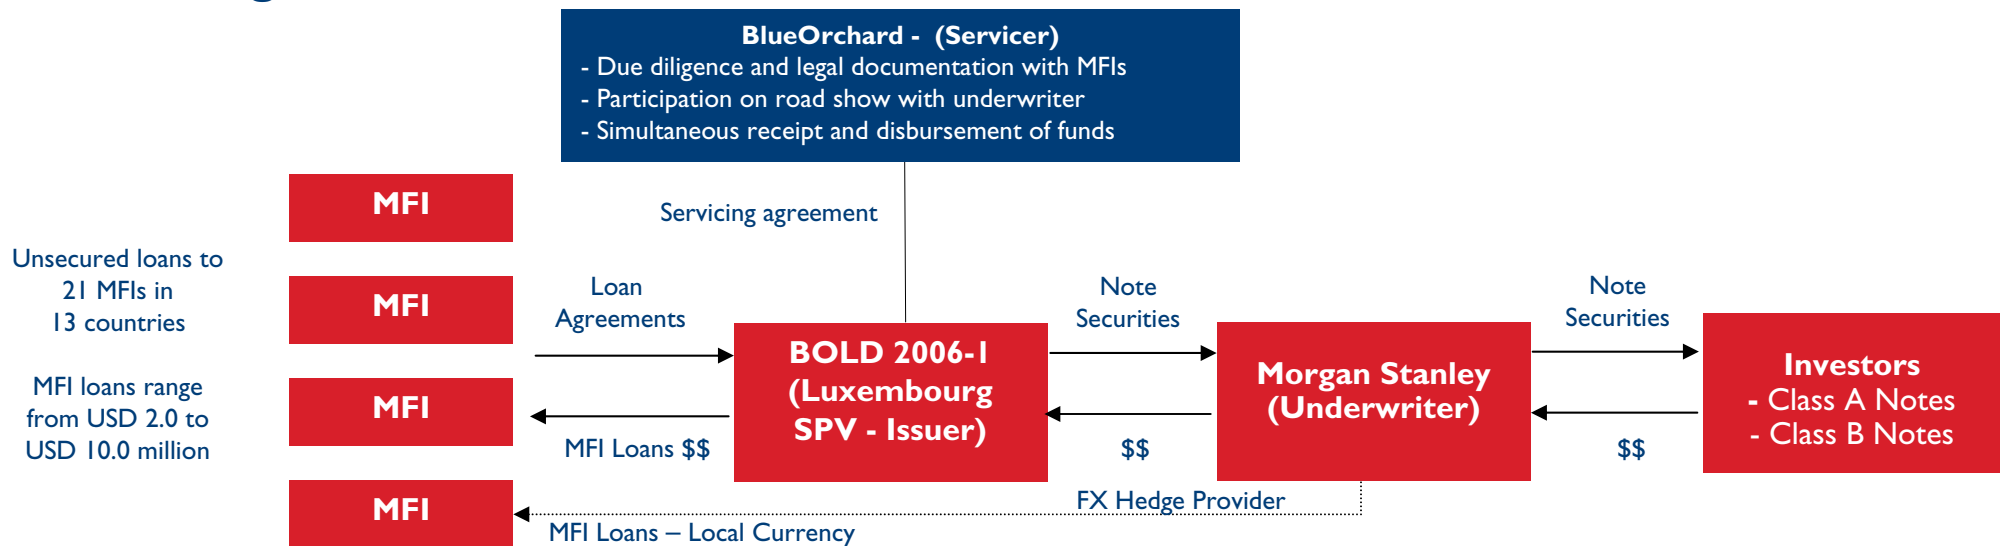 BlueOrchard - (Servicer)
- Due diligence and legal documentation with MFIs
- Participation on road show with underwriter
- Simultaneous receipt and disbursement of funds
MFI
Servicing agreement
Unsecured loans to
21 MFIs in
13 countries
MFI
Loan
Agreements
Note
Securities
Note
Securities
MFI loans range
from USD 2.0 to
USD 10.0 million
MFI
MFI Loans $$
BOLD 2006-1
(Luxembourg
SPV - Issuer)
$$
Morgan Stanley
(Underwriter)
$$
Investors
- Class A Notes
- Class B Notes
MFI
FX Hedge Provider
MFI Loans – Local Currency